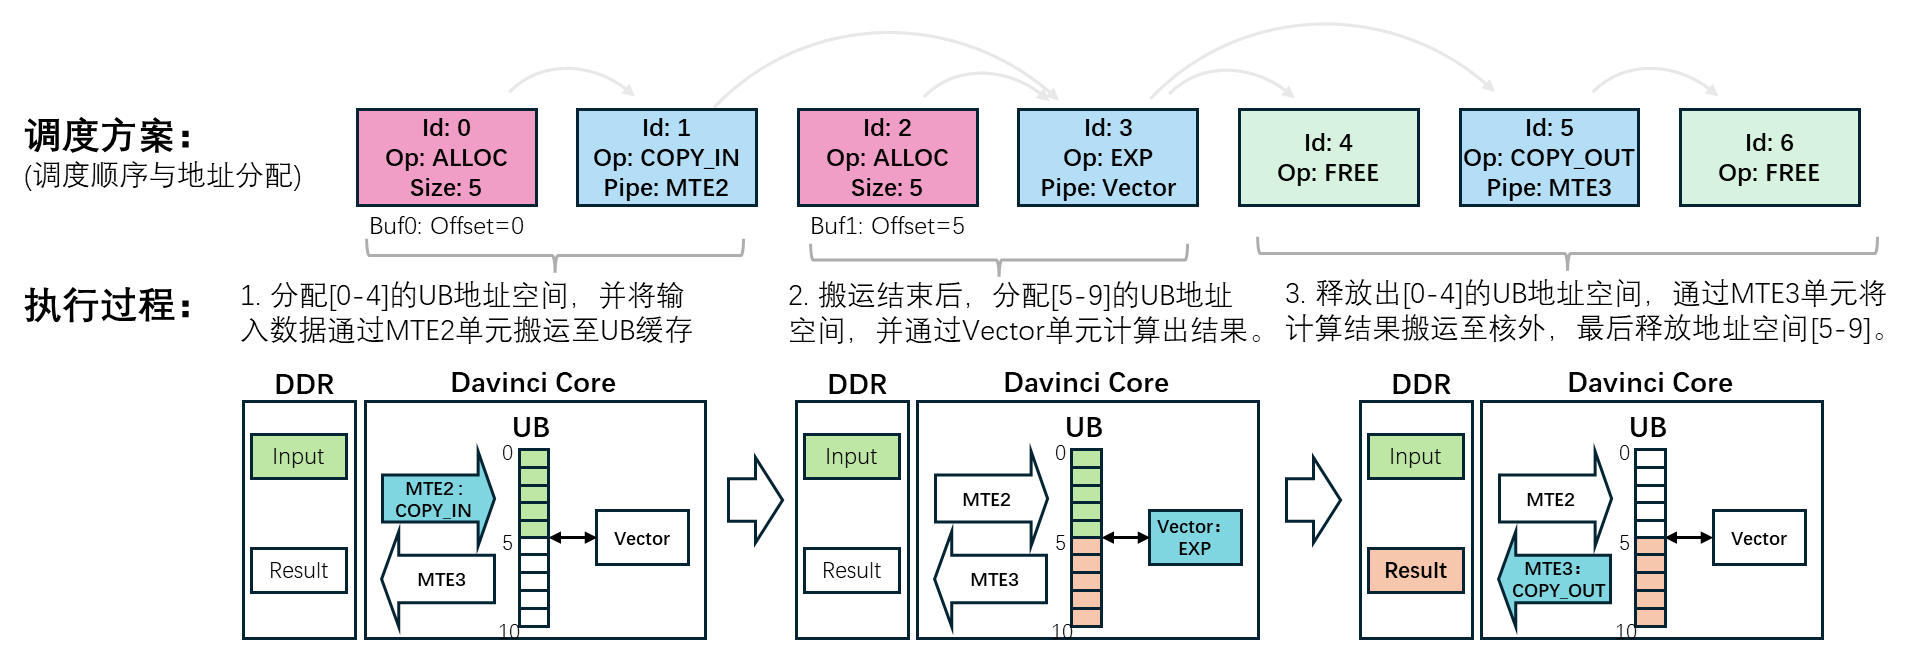 调度方案：
(调度顺序与地址分配)
Id: 0
Op: ALLOC
Size: 5
Id: 1
Op: COPY_IN
Pipe: MTE2
Id: 2
Op: ALLOC
Size: 5
Id: 3
Op: EXP
Pipe: Vector
Id: 4
Op: FREE
Id: 5
Op: COPY_OUT
Pipe: MTE3
Id: 6
Op: FREE
Buf0: Offset=0
Buf1: Offset=5
执行过程：
1. 分配[0-4]的UB地址空间，并将输
入数据通过MTE2单元搬运至UB缓存
2. 搬运结束后，分配[5-9]的UB地址
空间，并通过Vector单元计算出结果。
3. 释放出[0-4]的UB地址空间，通过MTE3单元将
计算结果搬运至核外，最后释放地址空间[5-9]。
DDR
Davinci Core
UB
0
Input
MTE2：
COPY_IN
5
Vector
Result
MTE3
10
DDR
Davinci Core
UB
0
Input
MTE2
5
Vector：
EXP
Result
MTE3
10
DDR
Davinci Core
UB
0
Input
MTE2
5
Vector
Result
MTE3：
COPY_OUT
10